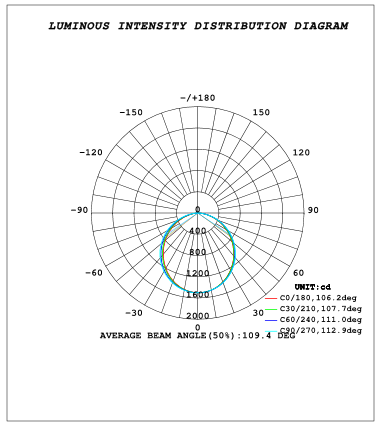 LUMINOUS INTENSITY DISTRIBUTION DIAGRAM
-/+180
-150
150
-120
120
-90
0
90
400
800
-60
1200
60
UNIT:cd
1600
C0/180,106.2deg
-30
2000
30
C30/210,107.7deg
C60/240,111.0deg
0
C90/270,112.9deg
AVERAGE BEAM ANGLE(50%):109.4 DEG